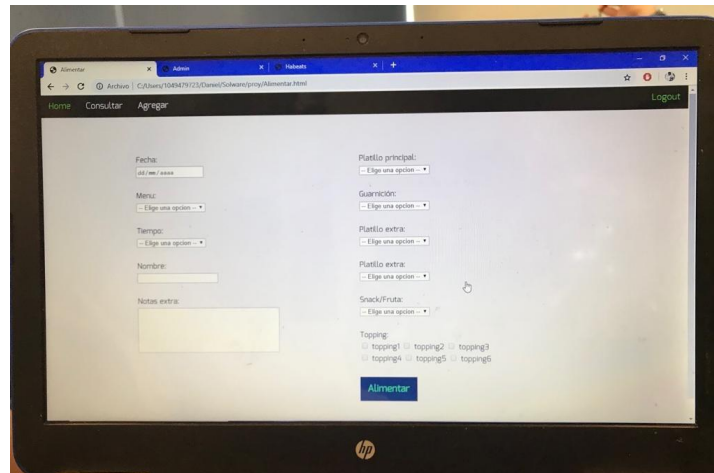 Alimentar
Admin
Habeats
Archivo | C:/Users/1049479723/Daniel/Solware/proy/Alimentar.html
Home Consultar Agregar Logout
Fecha:
dd/mm/aaaa
Menu:
-- Elige una opcion --
Tiempo:
-- Elige una opcion --
Nombre:
Notas extra:
Platillo principal:
-- Elige una opcion --
Guarnición:
-- Elige una opcion --
Platillo extra:
-- Elige una opcion --
Platillo extra:
-- Elige una opcion --
Snack/Fruta:
-- Elige una opcion --
Topping:
topping1 topping2 topping3
topping4 topping5 topping6
Alimentar
hp